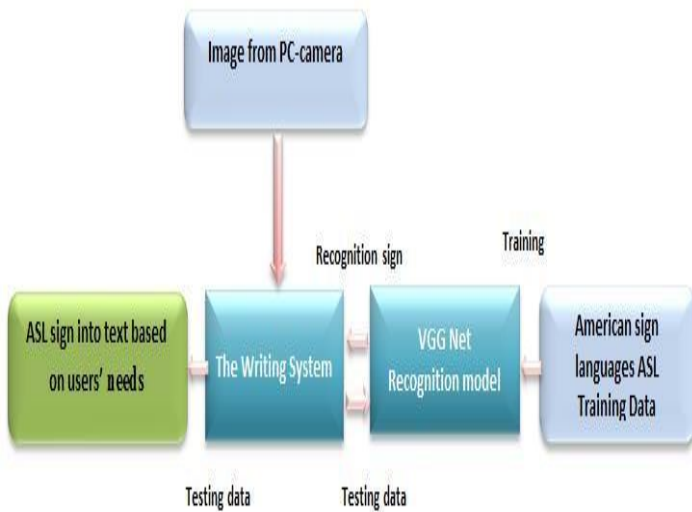 Image from PC-camera
Recognition sign
Training
ASL sign into text based
on users' needs
The Writing System
VGG Net
Recognition model
American sign
languages ASL
Training Data
Testing data
Testing data